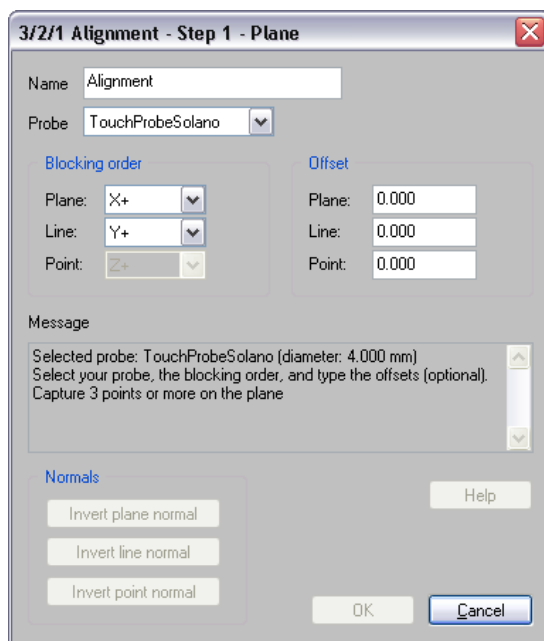 3/2/1 Alignment - Step 1 - Plane
Name Alignment
Probe TouchProbeSolano
Blocking order Offset
Plane: X+ Plane: 0.000
Line: Y+ Line: 0.000
Point: Z+ Point: 0.000
Message
Selected probe: TouchProbeSolano (diameter: 4.000 mm)
Select your probe, the blocking order, and type the offsets (optional).
Capture 3 points or more on the plane
Normals
Help
Invert plane normal
Invert line normal
Invert point normal
OK Cancel